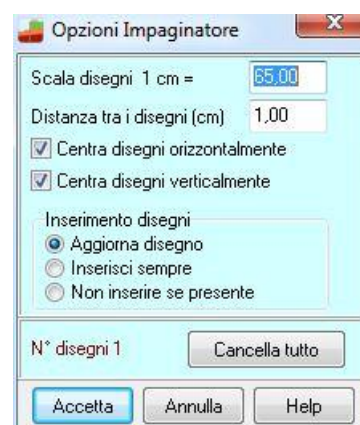 Opzioni Impaginatore
Scala disegni 1 cm = 65,00
Distanza tra i disegni (cm) 1,00
Centra disegni orizzontalmente
Centra disegni verticalmente
Inserimento disegni
Aggiorna disegno
Inserisci sempre
Non inserire se presente
N° disegni 1 Cancella tutto
Accetta Annulla Help